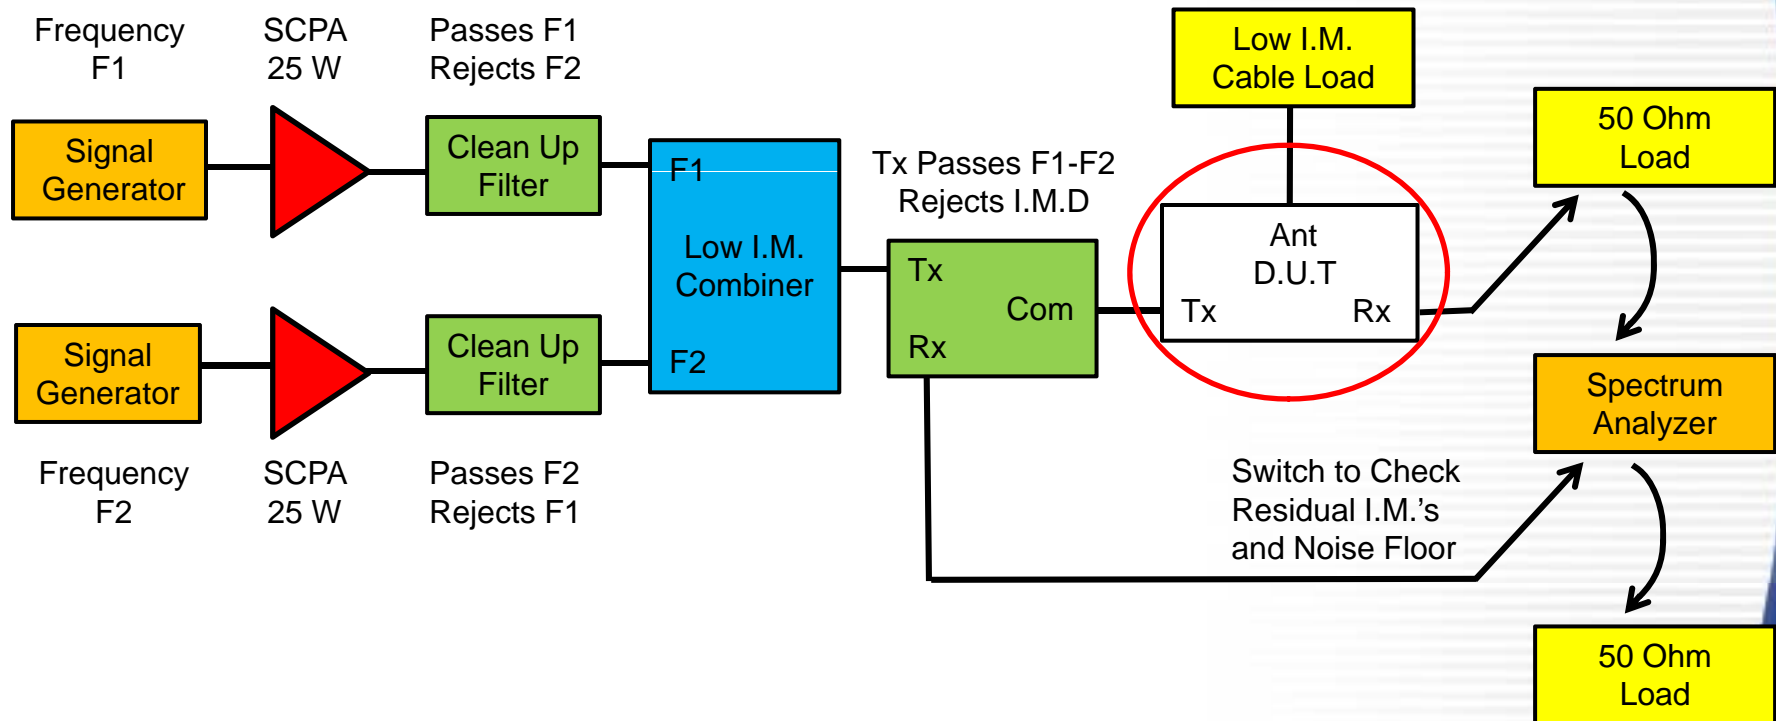 Frequency
F1
SCPA
25 W
Passes F1
Rejects F2
Signal
Generator
Clean Up
Filter
F1
Low I.M.
Combiner
F2
Signal
Generator
Clean Up
Filter
Frequency
F2
SCPA
25 W
Passes F2
Rejects F1
Tx Passes F1-F2
Rejects I.M.D
Tx
Com
Rx
Low I.M.
Cable Load
Ant
D.U.T
Tx
Rx
50 Ohm
Load
Spectrum
Analyzer
Switch to Check
Residual I.M.’s
and Noise Floor
50 Ohm
Load